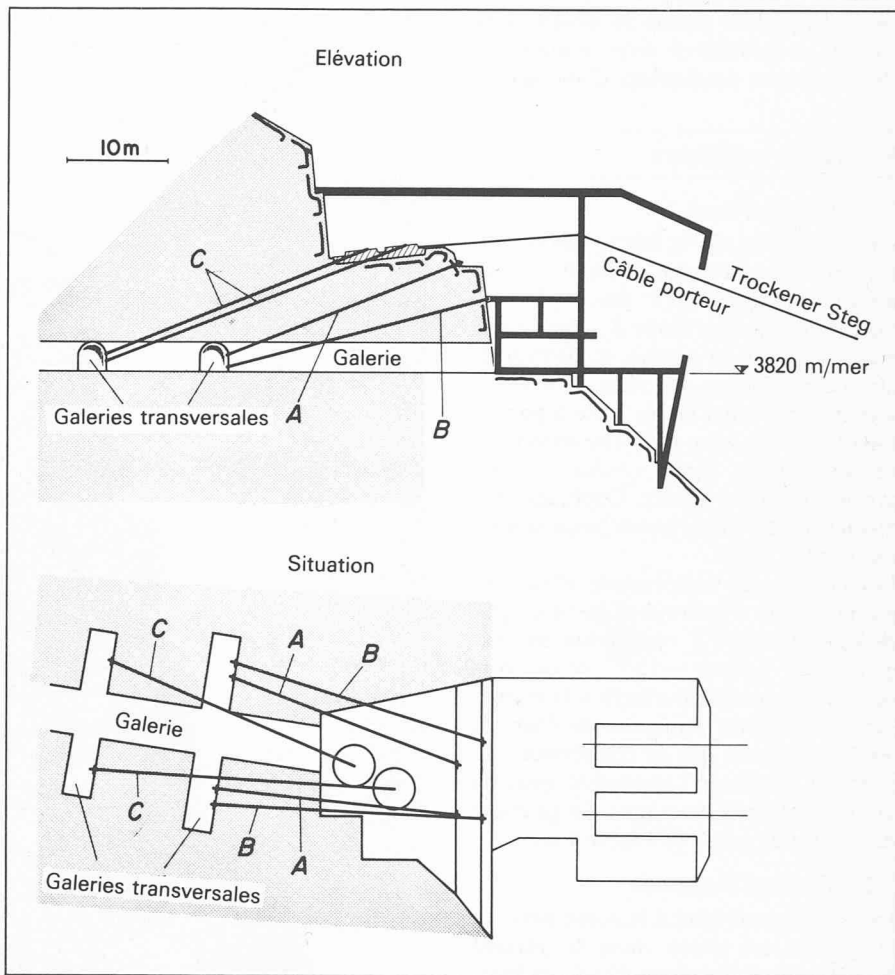 Elévation
10m
C
Câble porteur
Trockener Steg
Galerie
3820 m/mer
Galeries transversales
A
B
Situation
C
A
B
Galerie
C
B
A
Galeries transversales